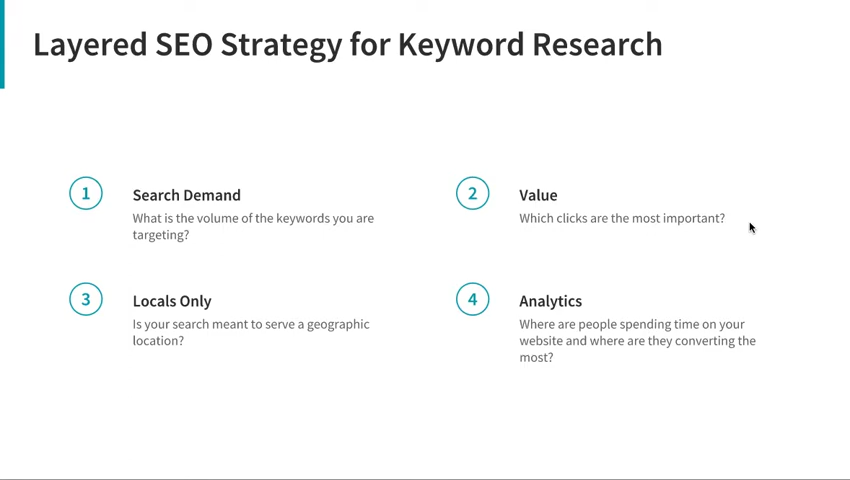 Layered SEO Strategy for Keyword Research
1
Search Demand
What is the volume of the keywords you are
targeting?
2
Value
Which clicks are the most important?
3
Locals Only
Is your search meant to serve a geographic
location?
4
Analytics
Where are people spending time on your
website and where are they converting the
most?